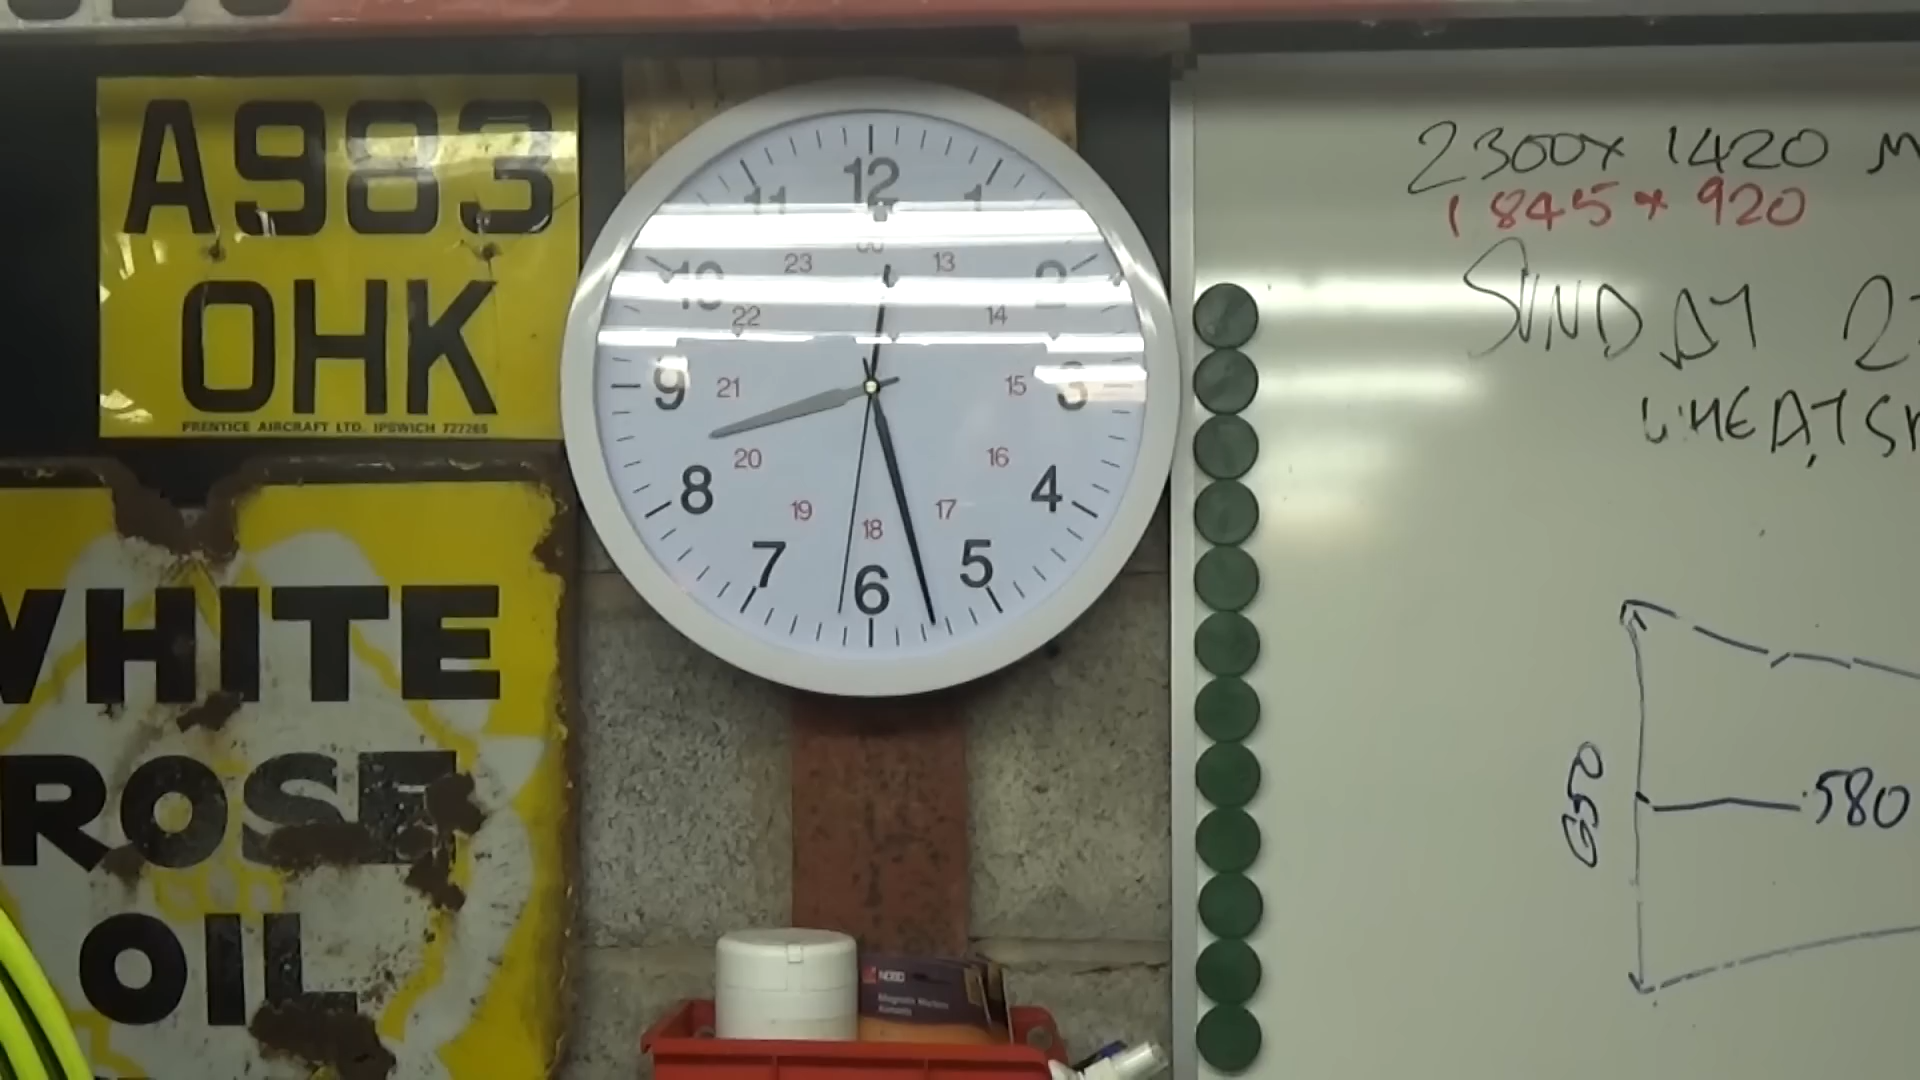 A983
OHK
PRENTICE AIRCRAFT LTD. IPSWICH 727265
WHITE
ROSE
OIL
12
11
1
10
2
9
3
8
4
7
5
6
23
13
22
14
21
15
20
16
19
17
18
2300x 1420 M
1845 x 920
SUNDAY
650
580
NOBO